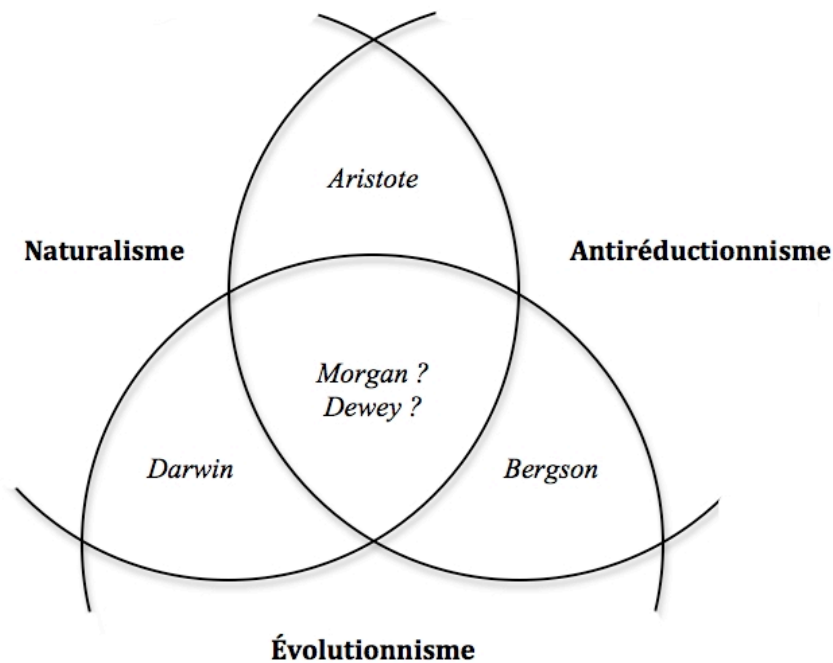 Aristote
Naturalisme
Antiréductionnisme
Morgan ?
Dewey ?
Darwin
Bergson
Évolutionnisme